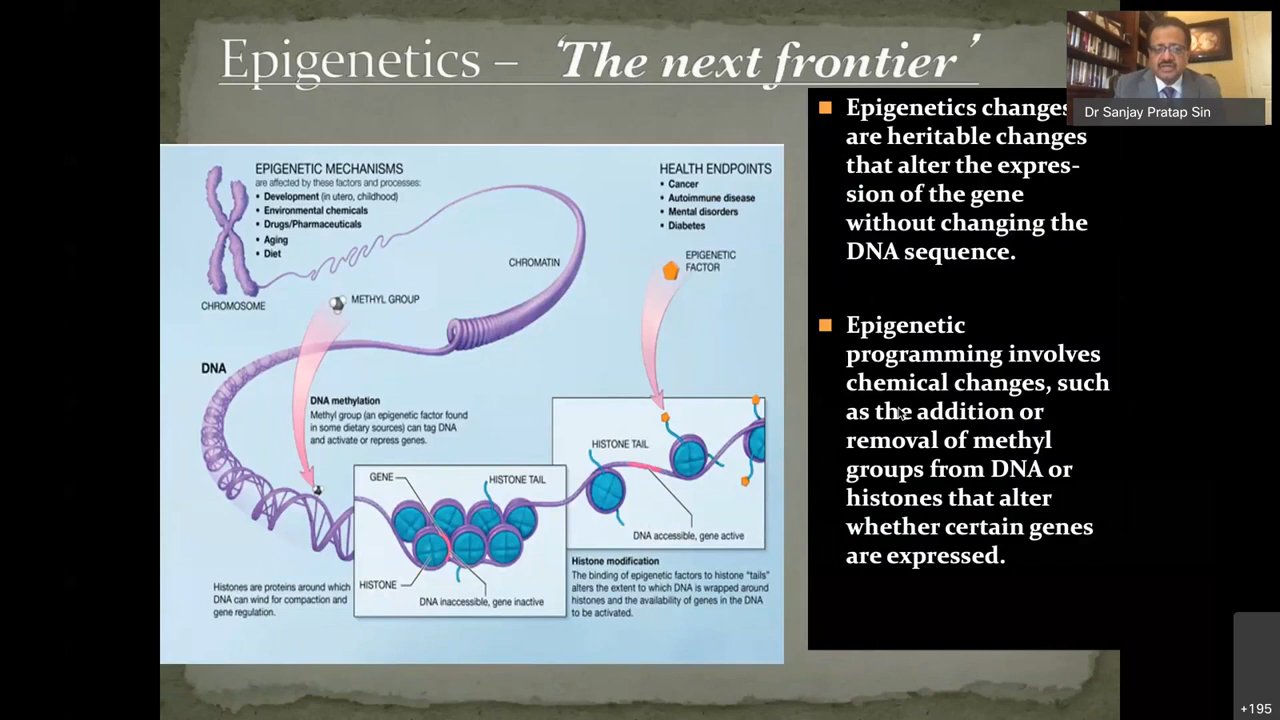 Epigenetics – ‘The next frontier’
Dr Sanjay Pratap Sin
EPIGENETIC MECHANISMS
are affected by these factors and processes:
• Development (in utero, childhood)
• Environmental chemicals
• Drugs/Pharmaceuticals
• Aging
• Diet
CHROMOSOME
METHYL GROUP
CHROMATIN
HEALTH ENDPOINTS
• Cancer
• Autoimmune disease
• Mental disorders
• Diabetes
EPIGENETIC
FACTOR
DNA
DNA methylation
Methyl group (an epigenetic factor found
in some dietary sources) can tag DNA
and activate or repress genes.
GENE
HISTONE TAIL
HISTONE
DNA inaccessible, gene inactive
Histones are proteins around which
DNA can wind for compaction and
gene regulation.
HISTONE TAIL
DNA accessible, gene active
Histone modification
The binding of epigenetic factors to histone "tails"
alters the extent to which DNA is wrapped around
histones and the availability of genes in the DNA
to be activated.
Epigenetics changes
are heritable changes
that alter the expres-
sion of the gene
without changing the
DNA sequence.
Epigenetic
programming involves
chemical changes, such
as the addition or
removal of methyl
groups from DNA or
histones that alter
whether certain genes
are expressed.
+195